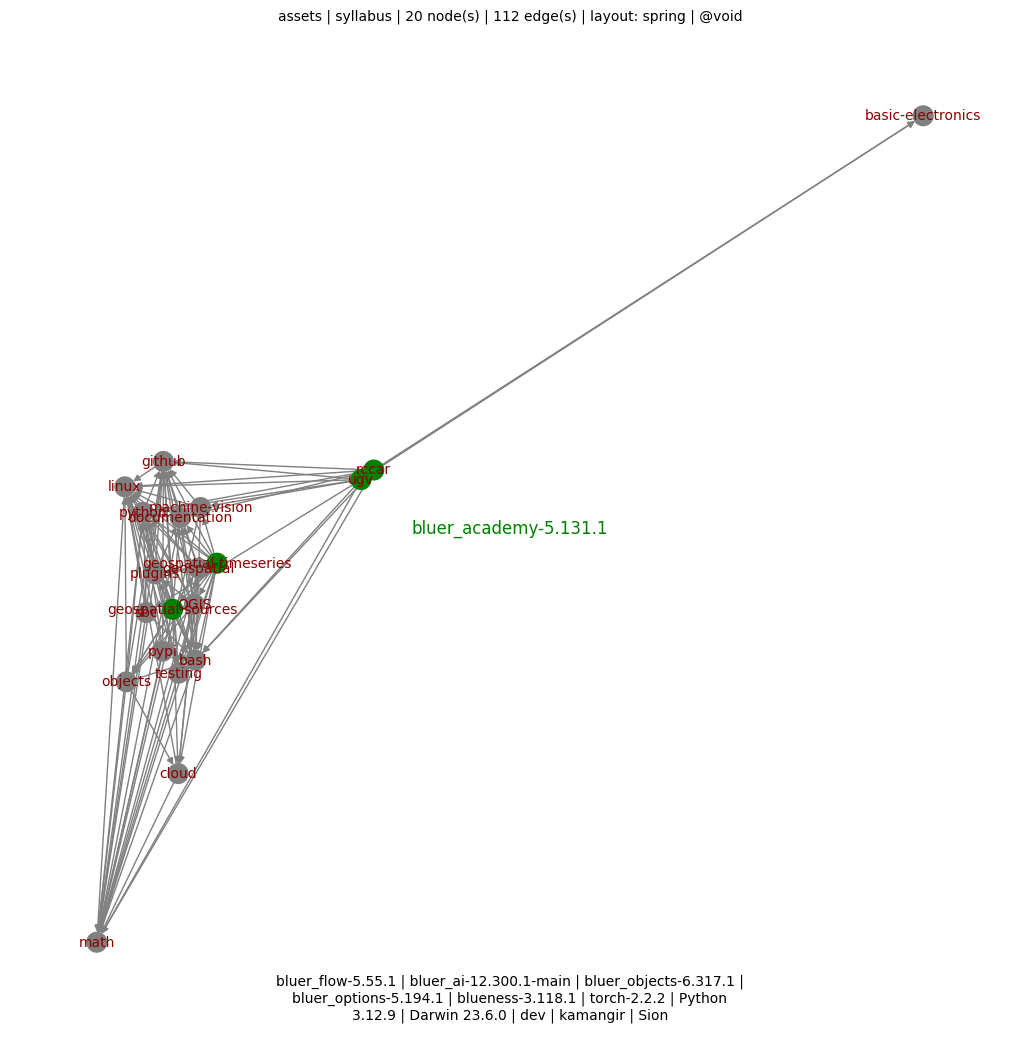 assets | syllabus | 20 node(s) | 112 edge(s) | layout: spring | @void
basic-electronics
github
rccar
ugv
linux
machine-vision
python
documentation
bluer_academy-5.131.1
geospatial-timeseries
geospatial
plugins
QGIS
geospatial-sources
pypi
bash
testing
objects
cloud
math
bluer_flow-5.55.1 | bluer_ai-12.300.1-main | bluer_objects-6.317.1 |
bluer_options-5.194.1 | blueness-3.118.1 | torch-2.2.2 | Python
3.12.9 | Darwin 23.6.0 | dev | kamangir | Sion